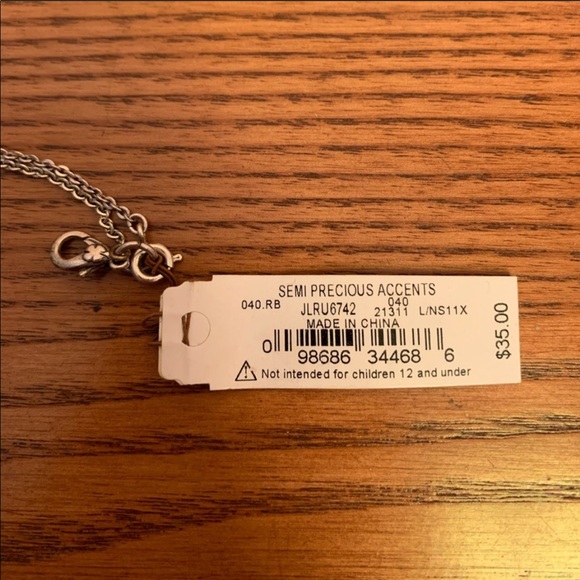 SEMI PRECIOUS ACCENTS
040.RB JLRU6742 040 21311 L/NS11X
MADE IN CHINA
0 98686 34468 6
Not intended for children 12 and under
$35.00